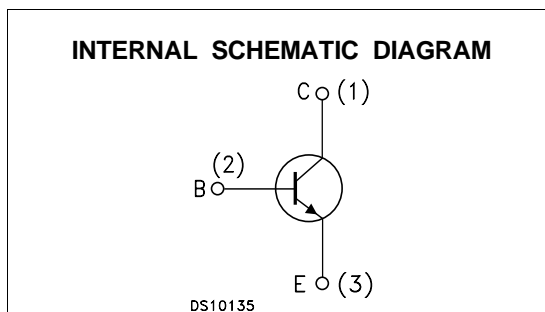 INTERNAL SCHEMATIC DIAGRAM
C (1)
(2)
B
E (3)
DS10135